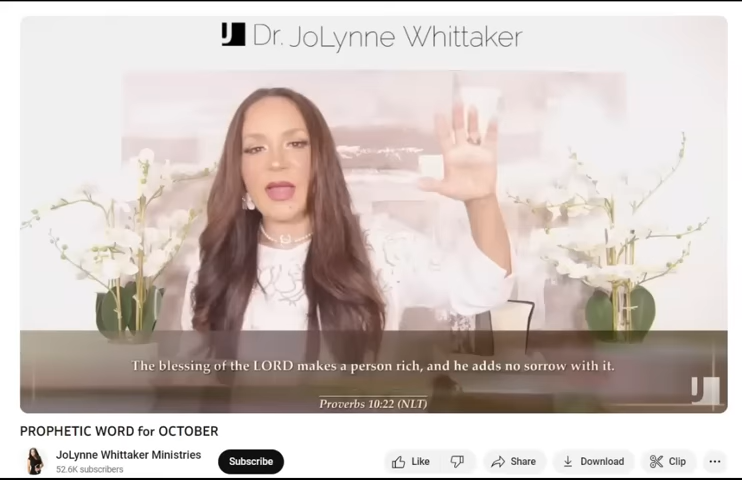 Dr. JoLynne Whittaker
The blessing of the LORD makes a person rich, and he adds no sorrow with it.
Proverbs 10:22 (NLT)
PROPHETIC WORD for OCTOBER
JoLynne Whittaker Ministries
52.6K subscribers
Subscribe
Like
Share
Download
Clip
...